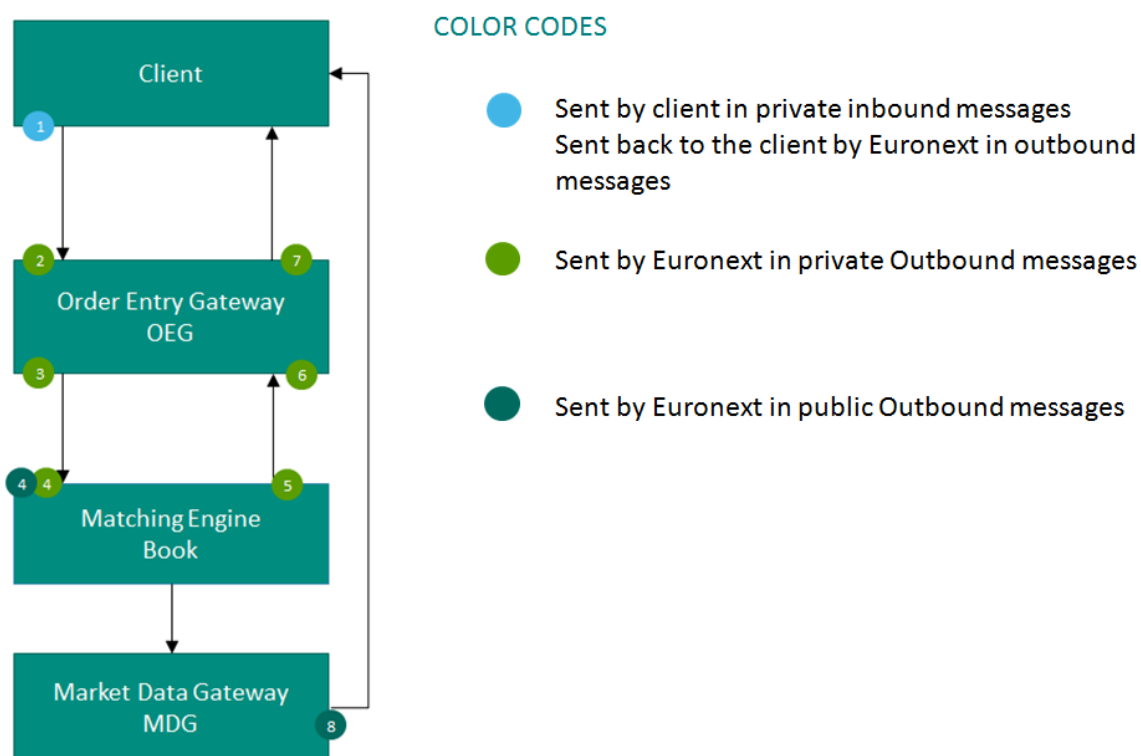 COLOR CODES
Client
1
Sent by client in private inbound messages
Sent back to the client by Euronext in outbound
messages
2
7
Sent by Euronext in private Outbound messages
Order Entry Gateway
OEG
3
6
Sent by Euronext in public Outbound messages
4
4
5
Matching Engine
Book
Market Data Gateway
MDG
8